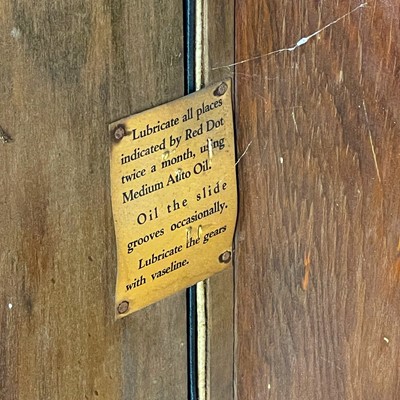 Lubricate all places
indicated by Red Dot
twice a month, using
Medium Auto Oil.
Oil the slide
grooves occasionally.
Lubricate the gears
with vaseline.